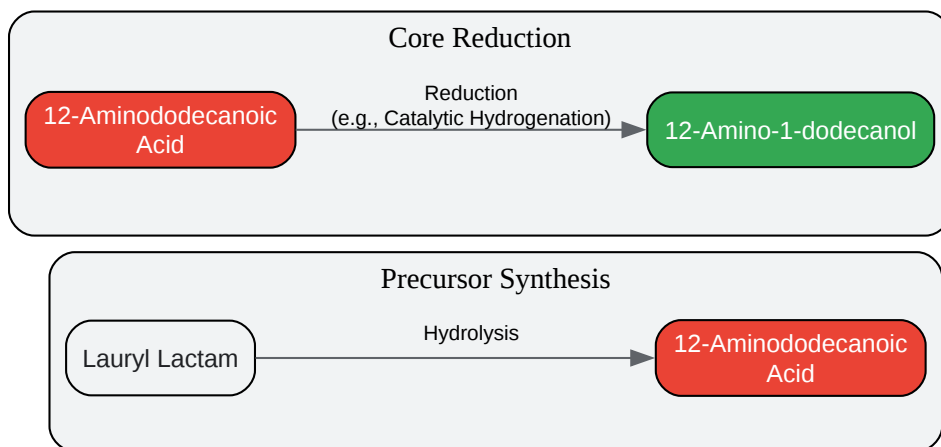 Core Reduction
12-Aminododecanoic
Acid
Reduction
(e.g., Catalytic Hydrogenation)
12-Amino-1-dodecanol
Precursor Synthesis
Lauryl Lactam
Hydrolysis
12-Aminododecanoic
Acid